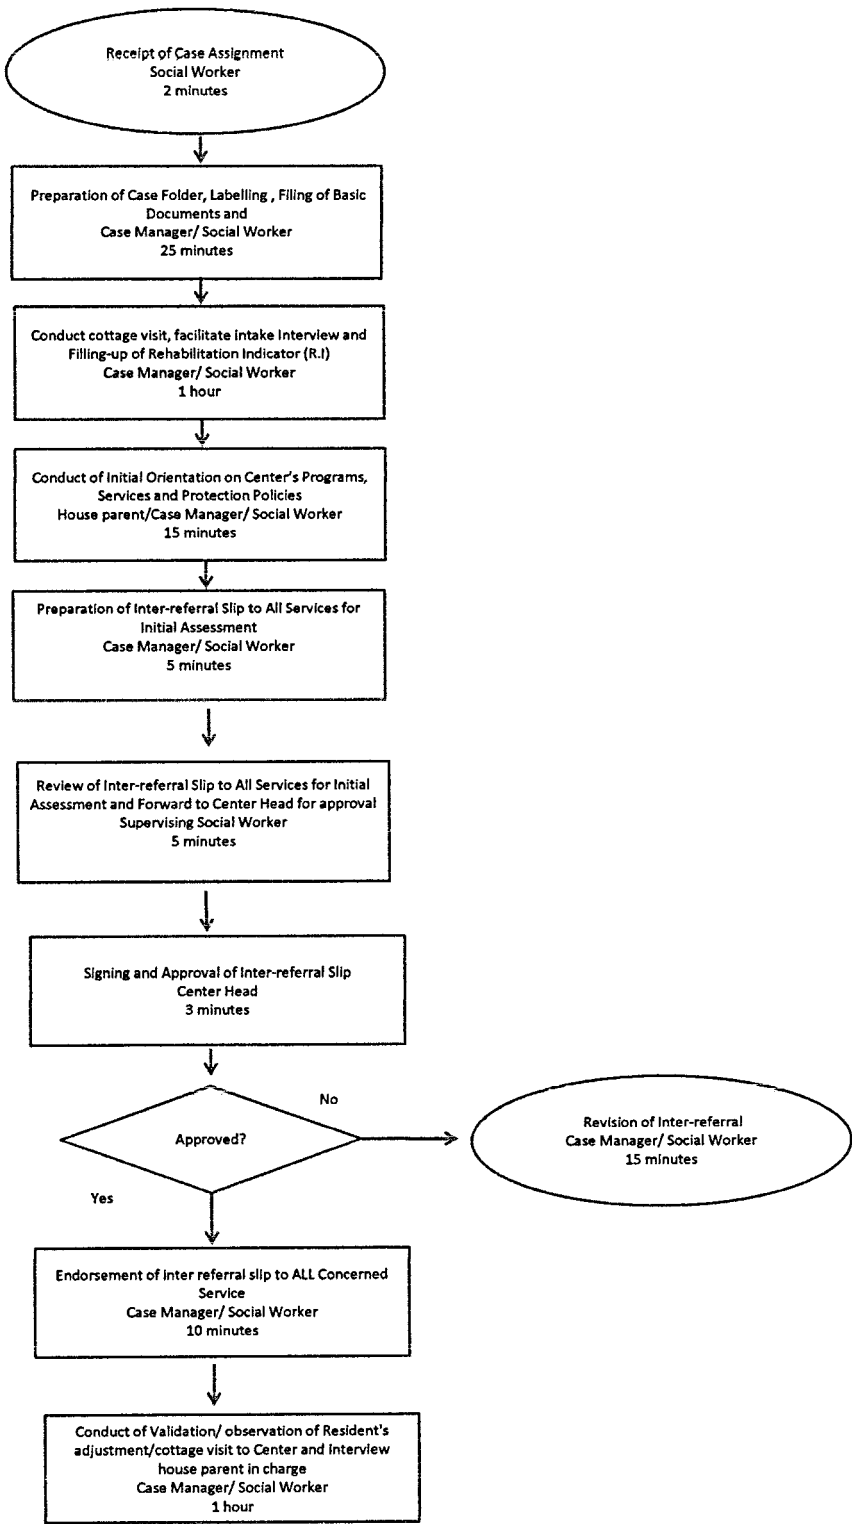 Receipt of Case Assignment
Social Worker
2 minutes
Preparation of Case Folder, Labelling , Filing of Basic
Documents and
Case Manager/ Social Worker
25 minutes
Conduct cottage visit, facilitate intake Interview and
Filling-up of Rehabilitation Indicator (R.I)
Case Manager/ Social Worker
1 hour
Conduct of Initial Orientation on Center's Programs,
Services and Protection Policies
House parent/Case Manager/ Social Worker
15 minutes
Preparation of Inter-referral Slip to All Services for
Initial Assessment
Case Manager/ Social Worker
5 minutes
Review of Inter-referral Slip to All Services for Initial
Assessment and Forward to Center Head for approval
Supervising Social Worker
5 minutes
Signing and Approval of Inter-referral Slip
Center Head
3 minutes
No
Approved?
Revision of Inter-referral
Case Manager/ Social Worker
15 minutes
Yes
Endorsement of inter referral slip to ALL Concerned
Service
Case Manager/ Social Worker
10 minutes
Conduct of Validation/ observation of Resident's
adjustment/cottage visit to Center and interview
house parent in charge
Case Manager/ Social Worker
1 hour